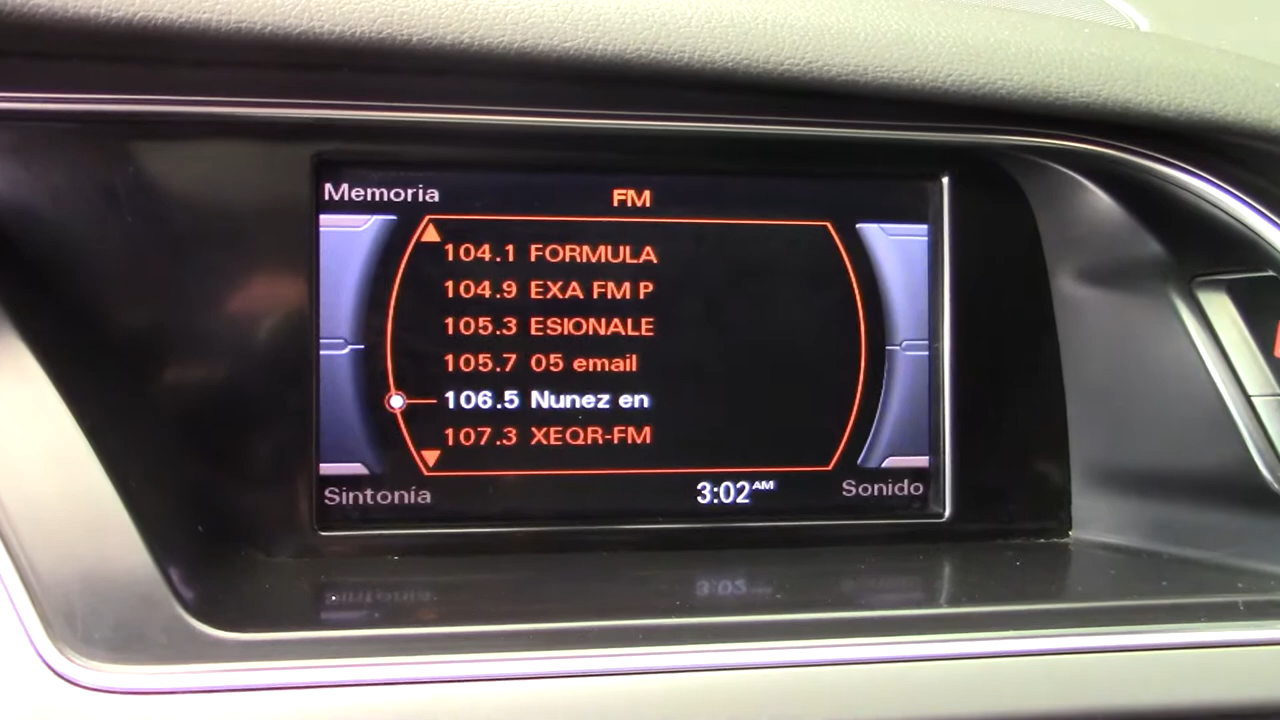 Memoria
FM
104.1 FORMULA
104.9 EXA FM P
105.3 ESIONALE
105.7 05 email
106.5 Nunez en
107.3 XEQR-FM
Sintonía
3:02 AM
Sonido